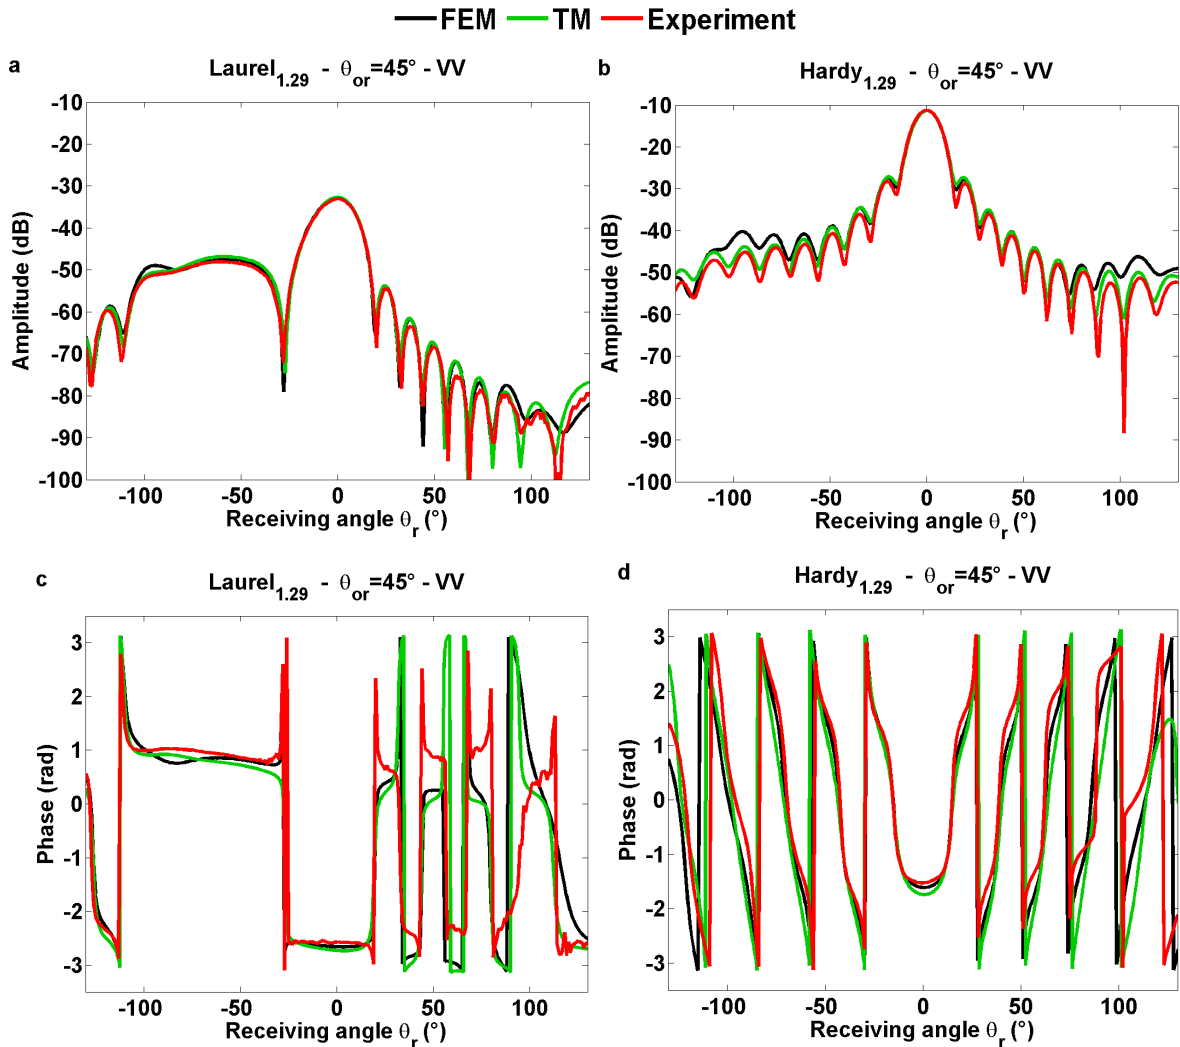 FEM TM Experiment
a
Laurel1.29 - θor=45° - VV
Amplitude (dB)
-10
-20
-30
-40
-50
-60
-70
-80
-90
-100
-100 -50 0 50 100
Receiving angle θr (°)
b
Hardy1.29 - θor=45° - VV
Amplitude (dB)
-10
-20
-30
-40
-50
-60
-70
-80
-90
-100
-100 -50 0 50 100
Receiving angle θr (°)
c
Laurel1.29 - θor=45° - VV
Phase (rad)
3
2
1
0
-1
-2
-3
-100 -50 0 50 100
Receiving angle θr (°)
d
Hardy1.29 - θor=45° - VV
Phase (rad)
3
2
1
0
-1
-2
-3
-100 -50 0 50 100
Receiving angle θr (°)